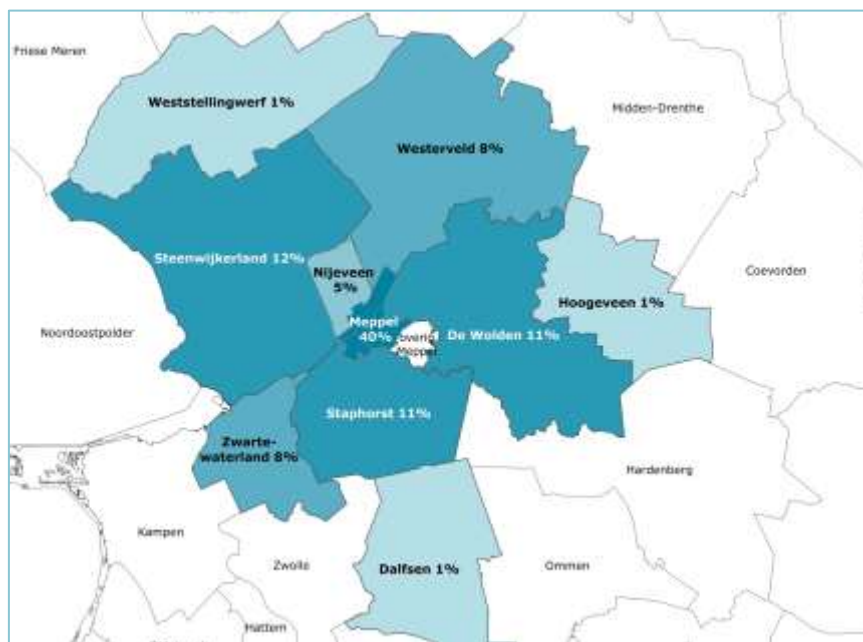 Friese Meren
Weststellingwerf 1%
Midden-Drenthe
Westerveld 8%
Steenwijkerland 12%
Nijeveen
5%
Coevorden
Hoogeveen 1%
Noordoostpolder
Meppel
40%
overig
Meppel
De Wolden 11%
Staphorst 11%
Zwarte-
waterland 8%
Hardenberg
Kampen
Zwolle
Dalfsen 1%
Ommen
Hattem